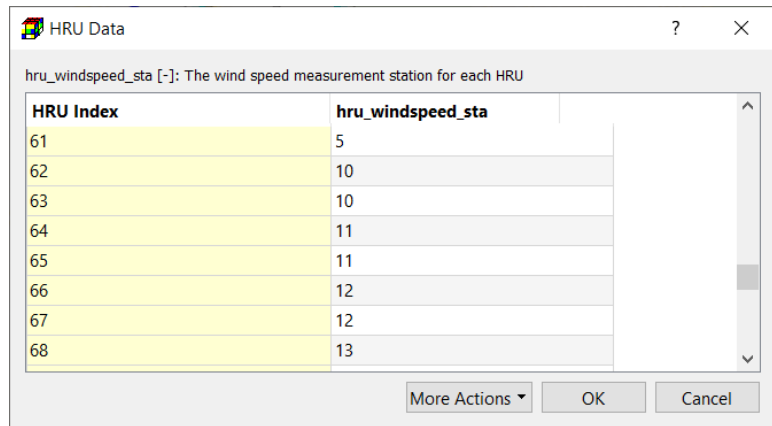 HRU Data
?
hru_windspeed_sta [-]: The wind speed measurement station for each HRU
HRU Index hru_windspeed_sta
61 5
62 10
63 10
64 11
65 11
66 12
67 12
68 13
More Actions OK Cancel